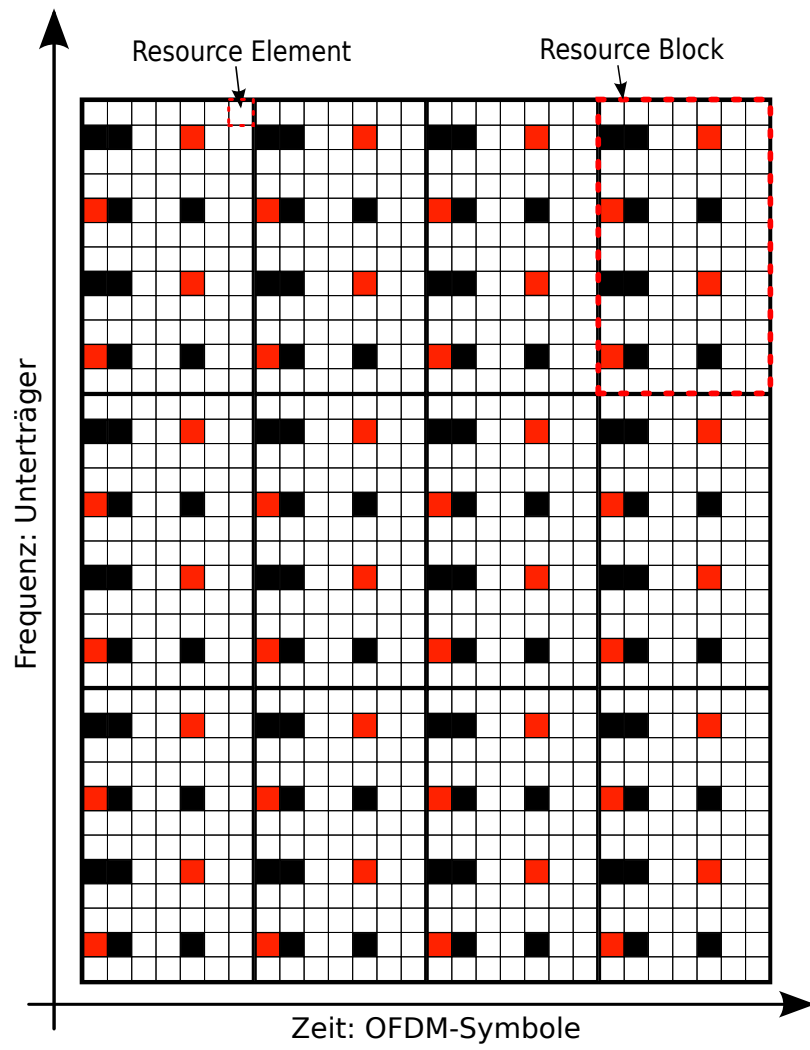 Resource Element
Resource Block
Frequenz: Unterträger
Zeit: OFDM-Symbole